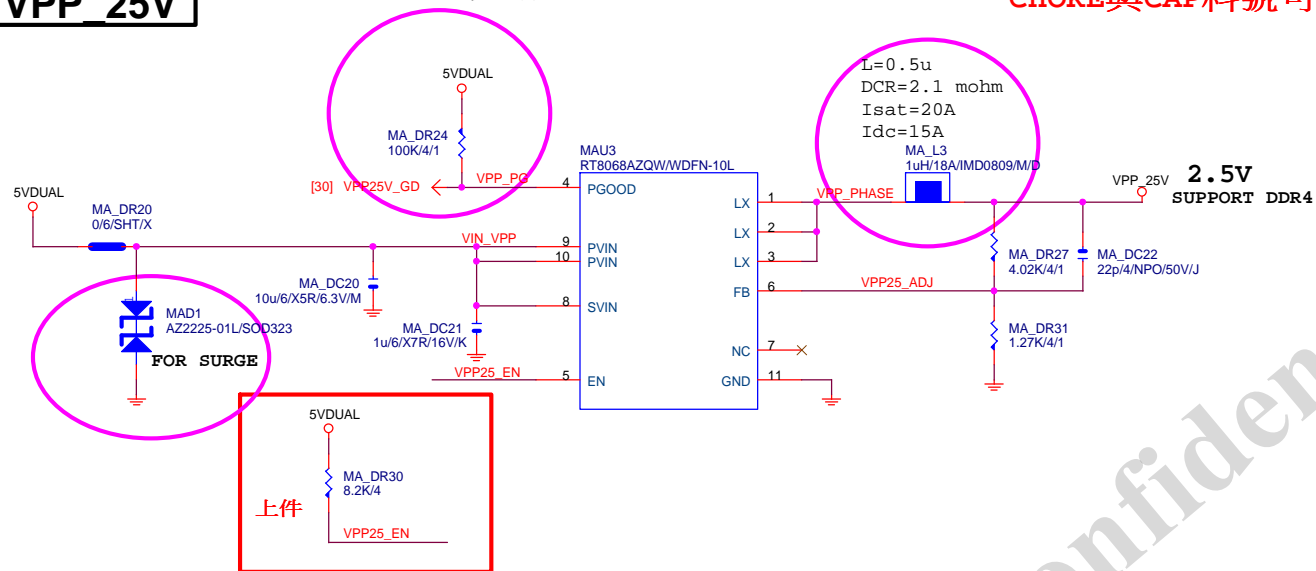 VPP_25V
CHOKE與CAP料號可
5VDUAL
MA_DR24
100K/4/1
[30] VPP25V_GD
VPP_PG
L=0.5u
DCR=2.1 mohm
Isat=20A
Idc=15A
MA_L3
1uH/18A/IMD0809/M/D
MAU3
RT8068AZQW/WDFN-10L
4 PGOOD
9 PVIN
10 PVIN
8 SVIN
5 EN
LX 1
LX 2
LX 3
FB 6
NC 7
GND 11
VPP_PHASE
VPP_25V
2.5V
SUPPORT DDR4
5VDUAL
MA_DR20
0/6/SHT/X
VIN_VPP
MA_DC20
10u/6/X5R/6.3V/M
MA_DC21
1u/6/X7R/16V/K
MA_DR27
4.02K/4/1
MA_DC22
22p/4/NPO/50V/J
VPP25_ADJ
MA_DR31
1.27K/4/1
1
MAD1
AZ2225-01L/SOD323
FOR SURGE
VPP25_EN
5VDUAL
MA_DR30
8.2K/4
上件
VPP25_EN